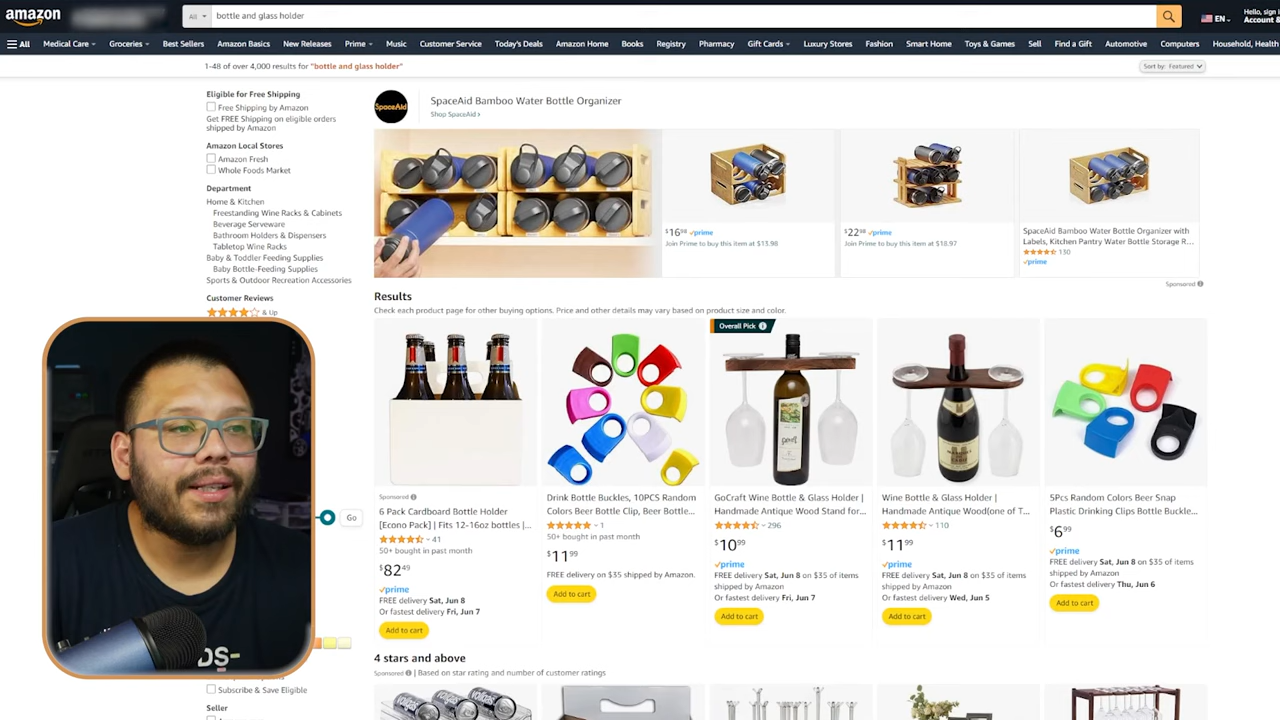 amazon
All
bottle and glass holder
EN
Hello, sign i
Account &
All
Medical Care
Groceries
Best Sellers
Amazon Basics
New Releases
Prime
Music
Customer Service
Today's Deals
Amazon Home
Books
Registry
Pharmacy
Gift Cards
Luxury Stores
Fashion
Smart Home
Toys & Games
Sell
Find a Gift
Automotive
Computers
Household, Health
1-48 of over 4,000 results for "bottle and glass holder"
Sort by: Featured
Eligible for Free Shipping
Free Shipping by Amazon
Get FREE Shipping on eligible orders
shipped by Amazon
Amazon Local Stores
Amazon Fresh
Whole Foods Market
Department
Home & Kitchen
Freestanding Wine Racks & Cabinets
Beverage Serveware
Bathroom Holders & Dispensers
Tabletop Wine Racks
Baby & Toddler Feeding Supplies
Baby Bottle-Feeding Supplies
Sports & Outdoor Recreation Accessories
Customer Reviews
& Up
Go
Subscribe & Save Eligible
Seller
SpaceAid
SpaceAid Bamboo Water Bottle Organizer
Shop SpaceAid ›
$1698 prime
Join Prime to buy this item at $13.98
$2298 prime
Join Prime to buy this item at $18.97
SpaceAid Bamboo Water Bottle Organizer with
Labels, Kitchen Pantry Water Bottle Storage R...
130
prime
Sponsored
Results
Check each product page for other buying options. Price and other details may vary based on product size and color.
Sponsored
6 Pack Cardboard Bottle Holder
[Econo Pack] | Fits 12-16oz bottles |...
41
50+ bought in past month
$8249
prime
FREE delivery Sat, Jun 8
Or fastest delivery Fri, Jun 7
Add to cart
Drink Bottle Buckles, 10PCS Random
Colors Beer Bottle Clip, Beer Bottle...
1
50+ bought in past month
$1199
FREE delivery on $35 shipped by Amazon.
Add to cart
Overall Pick
GoCraft Wine Bottle & Glass Holder |
Handmade Antique Wood Stand for...
296
$1099
prime
FREE delivery Sat, Jun 8 on $35 of items
shipped by Amazon
Or fastest delivery Fri, Jun 7
Add to cart
Wine Bottle & Glass Holder |
Handmade Antique Wood(one of T...
110
$1199
prime
FREE delivery Sat, Jun 8 on $35 of items
shipped by Amazon
Or fastest delivery Wed, Jun 5
Add to cart
5Pcs Random Colors Beer Snap
Plastic Drinking Clips Bottle Buckle...
$699
prime
FREE delivery Sat, Jun 8 on $35 of items
shipped by Amazon
Or fastest delivery Thu, Jun 6
Add to cart
4 stars and above
Sponsored | Based on star rating and number of customer ratings